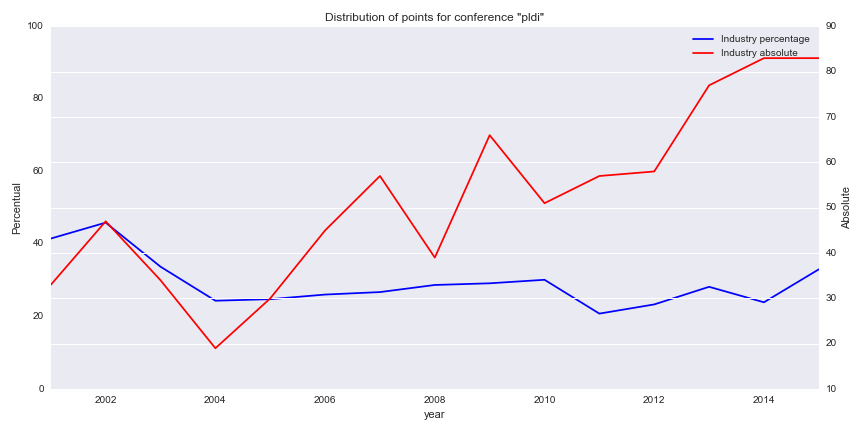 Distribution of points for conference "pldi"
Industry percentage
Industry absolute
100
80
60
40
20
0
Percentual
90
80
70
60
50
40
30
20
10
Absolute
2002 2004 2006 2008 2010 2012 2014
year